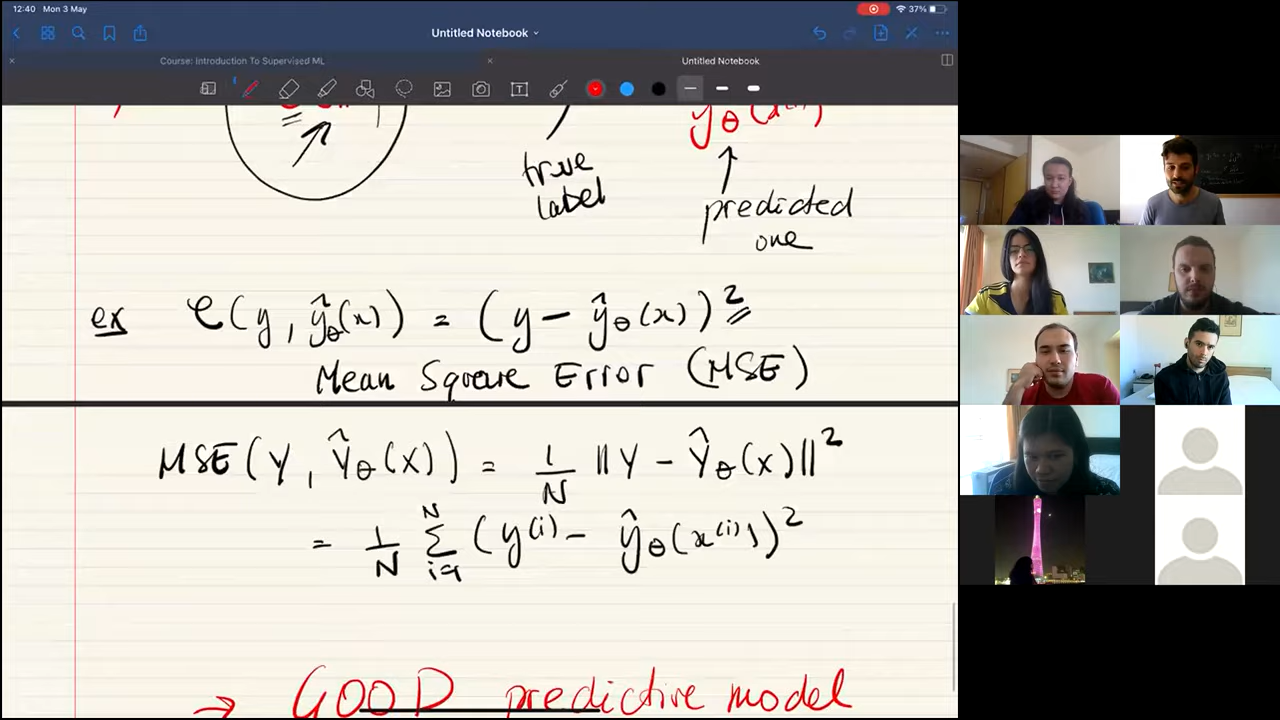 12:40 Mon 3 May
37%
Untitled Notebook
Course: Introduction To Supervised ML
Untitled Notebook
ŷθ(x(i))
true
label
predicted
one
ex ℓ(y, ŷθ(x)) = (y − ŷθ(x))²
Mean Square Error (MSE)
MSE(Y, Ŷθ(X)) = 1/N ||Y − Ŷθ(X)||²
= 1/N Σ i=1 N (y(i) − ŷθ(x(i)))²
→ GOOD predictive model